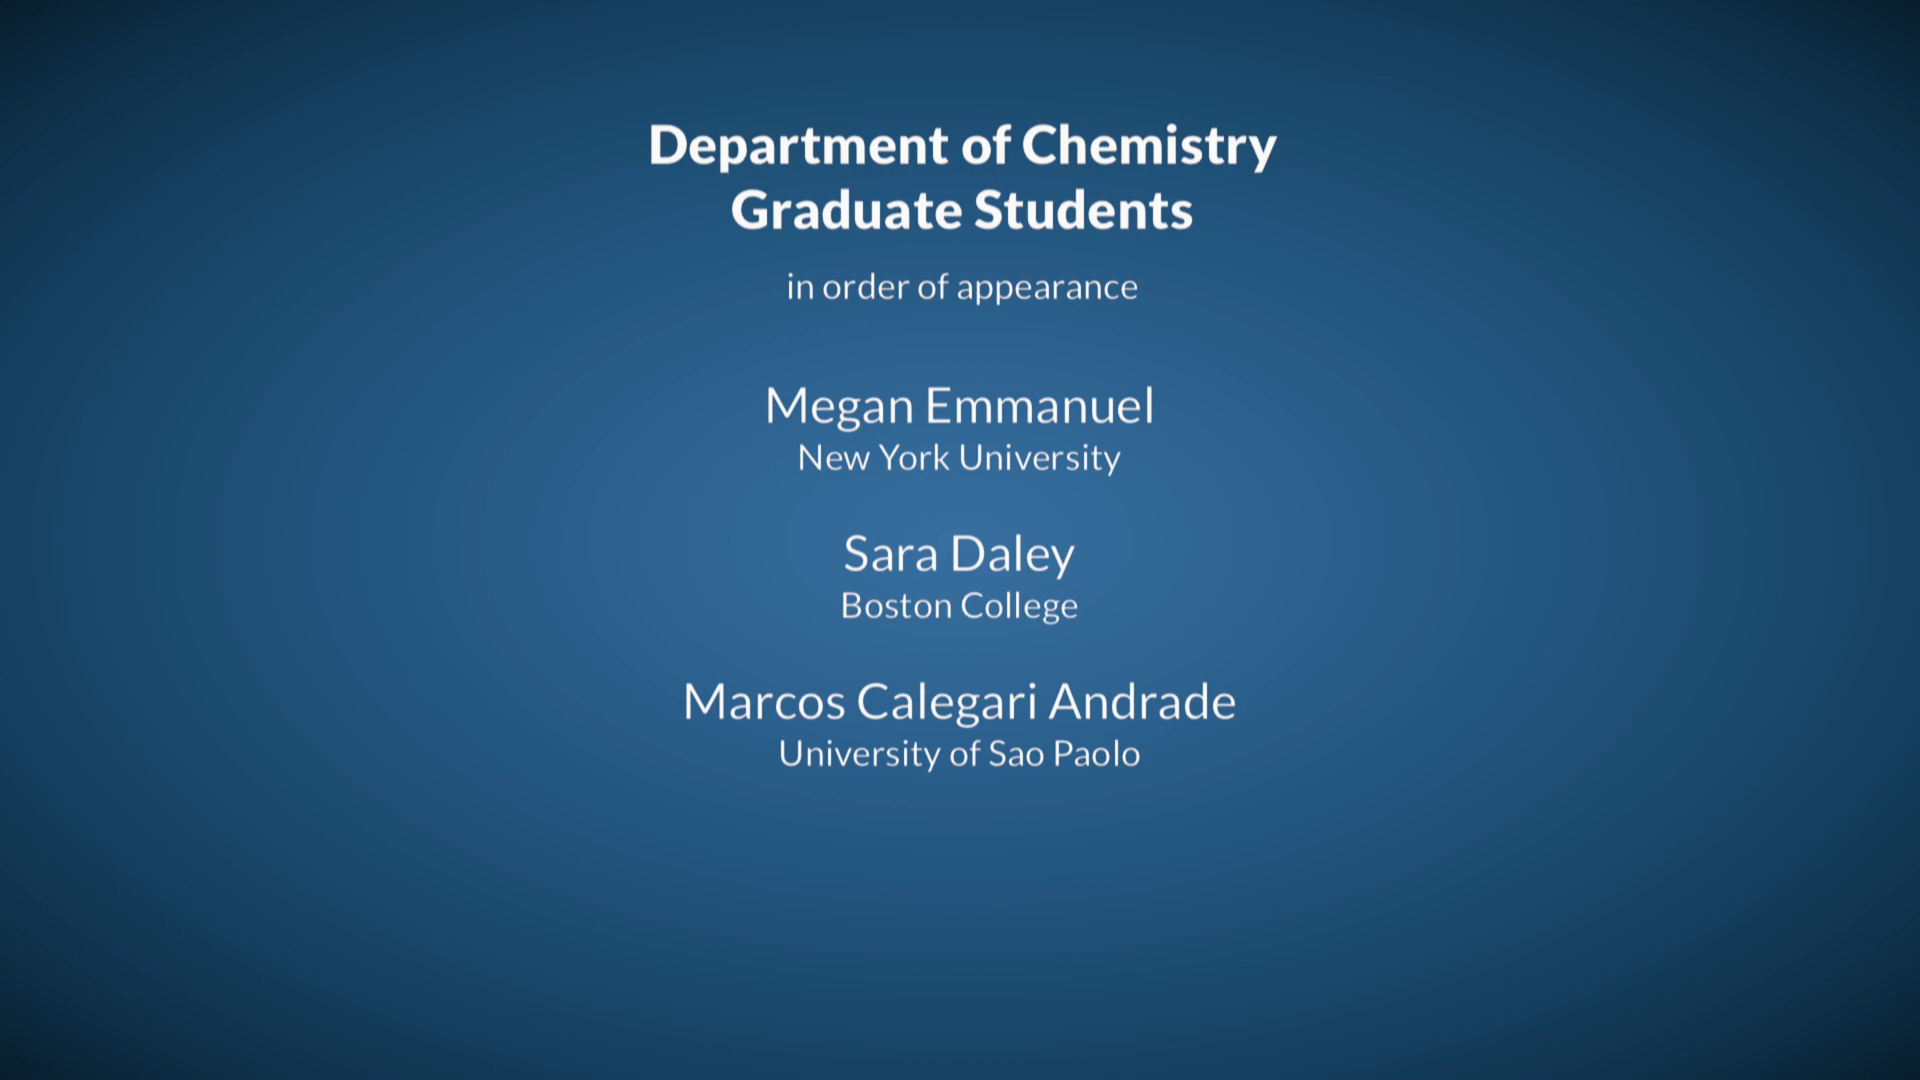 Department of Chemistry
Graduate Students
in order of appearance
Megan Emmanuel
New York University
Sara Daley
Boston College
Marcos Calegari Andrade
University of Sao Paolo